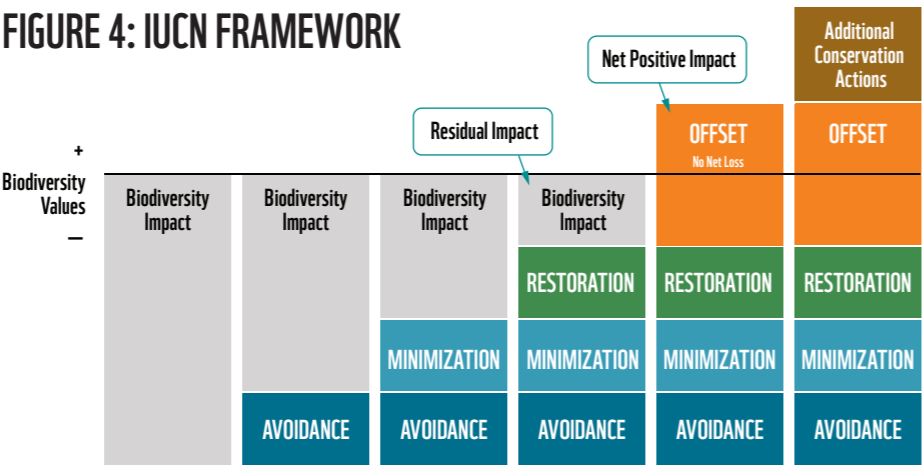 FIGURE 4: IUCN FRAMEWORK
Additional
Conservation
Actions
Net Positive Impact
Residual Impact
OFFSET
No Net Loss
OFFSET
+
Biodiversity
Values
—
Biodiversity
Impact
Biodiversity
Impact
Biodiversity
Impact
Biodiversity
Impact
RESTORATION
RESTORATION
RESTORATION
MINIMIZATION
MINIMIZATION
MINIMIZATION
MINIMIZATION
AVOIDANCE
AVOIDANCE
AVOIDANCE
AVOIDANCE
AVOIDANCE